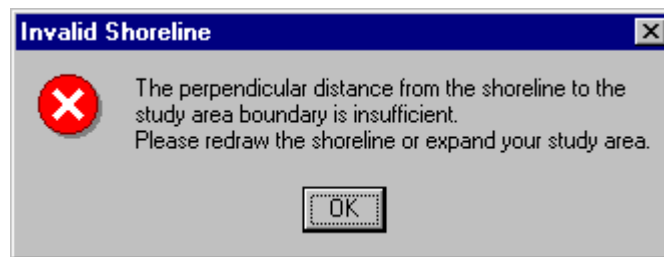 Invalid Shoreline
The perpendicular distance from the shoreline to the
study area boundary is insufficient.
Please redraw the shoreline or expand your study area.
OK